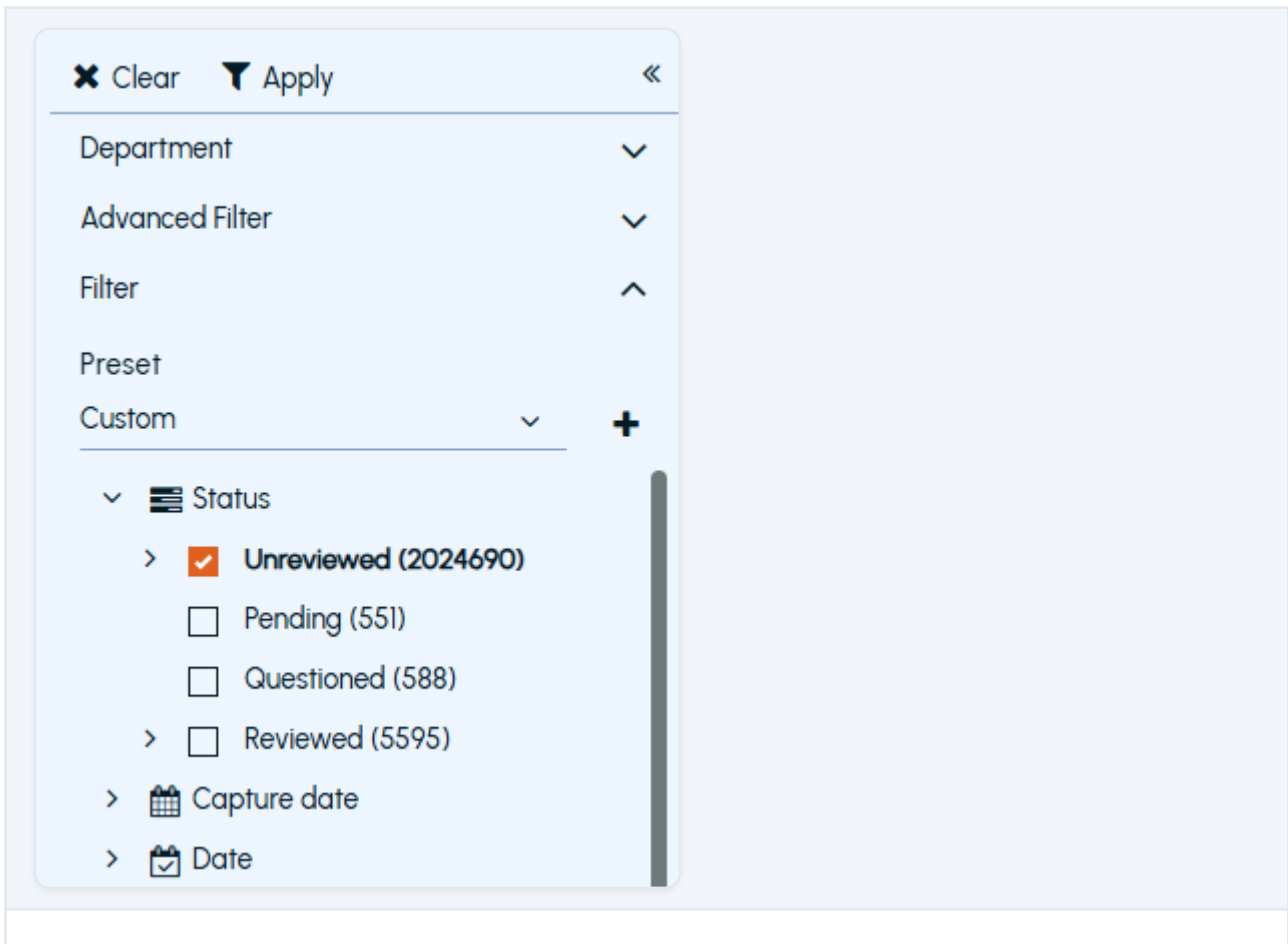 Clear Apply
Department
Advanced Filter
Filter
Preset
Custom
Status
Unreviewed (2024690)
Pending (551)
Questioned (588)
Reviewed (5595)
Capture date
Date